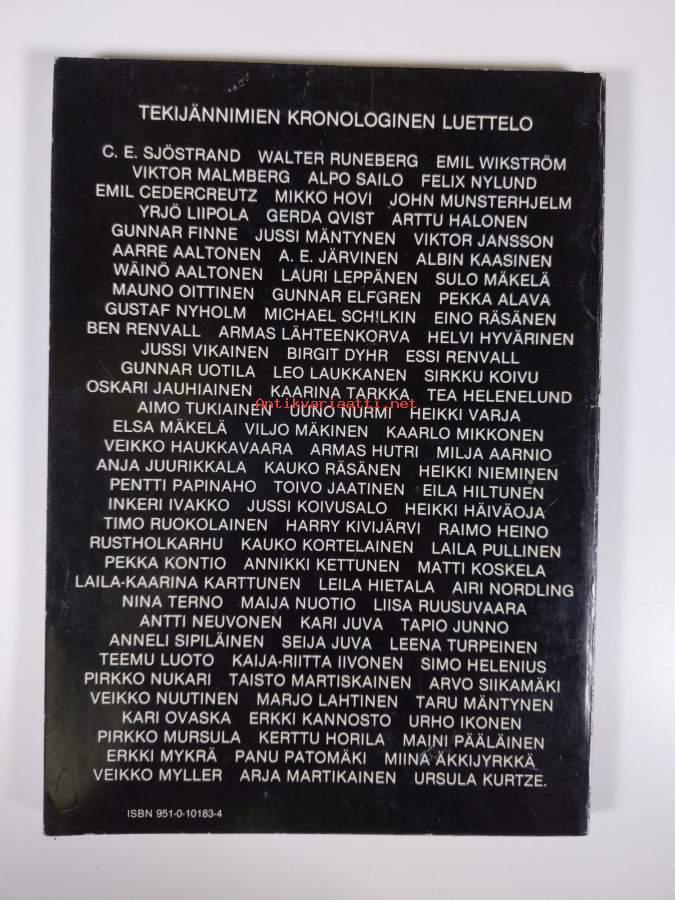 TEKIJÄNNIMIEN KRONOLOGINEN LUETTELO
C. E. SJÖSTRAND WALTER RUNEBERG EMIL WIKSTRÖM
VIKTOR MALMBERG ALPO SAILO FELIX NYLUND
EMIL CEDERCREUTZ MIKKO HOVI JOHN MUNSTERHJELM
YRJÖ LIIPOLA GERDA QVIST ARTTU HALONEN
GUNNAR FINNE JUSSI MÄNTYNEN VIKTOR JANSSON
AARRE AALTONEN A. E. JÄRVINEN ALBIN KAASINEN
WÄINÖ AALTONEN LAURI LEPPÄNEN SULO MÄKELÄ
MAUNO OITTINEN GUNNAR ELFGREN PEKKA ALAVA
GUSTAF NYHOLM MICHAEL SCHILKIN EINO RÄSÄNEN
BEN RENVALL ARMAS LÄHTEENKORVA HELVI HYVÄRINEN
JUSSI VIKAINEN BIRGIT DYHR ESSI RENVALL
GUNNAR UOTILA LEO LAUKKANEN SIRKKU KOIVU
OSKARI JAUHIAINEN KAARINA TARKKA TEA HELENELUND
Antikvariaatti.net
AIMO TUKIAINEN UUNO NURMI HEIKKI VARJA
ELSA MÄKELÄ VILJO MÄKINEN KAARLO MIKKONEN
VEIKKO HAUKKAVAARA ARMAS HUTRI MILJA AARNIO
ANJA JUURIKKALA KAUKO RÄSÄNEN HEIKKI NIEMINEN
PENTTI PAPINAHO TOIVO JAATINEN EILA HILTUNEN
INKERI IVAKKO JUSSI KOIVUSALO HEIKKI HÄIVÄOJA
TIMO RUOKOLAINEN HARRY KIVIJÄRVI RAIMO HEINO
RUSTHOLKARHU KAUKO KORTELAINEN LAILA PULLINEN
PEKKA KONTIO ANNIKKI KETTUNEN MATTI KOSKELA
LAILA-KAARINA KARTTUNEN LEILA HIETALA AIRI NORDLING
NINA TERNO MAIJA NUOTIO LIISA RUUSUVAARA
ANTTI NEUVONEN KARI JUVA TAPIO JUNNO
ANNELI SIPILÄINEN SEIJA JUVA LEENA TURPEINEN
TEEMU LUOTO KAIJA-RIITTA IIVONEN SIMO HELENIUS
PIRKKO NUKARI TAISTO MARTISKAINEN ARVO SIIKAMÄKI
VEIKKO NUUTINEN MARJO LAHTINEN TARU MÄNTYNEN
KARI OVASKA ERKKI KANNOSTO URHO IKONEN
PIRKKO MURSULA KERTTU HORILA MAINI PÄÄLÄINEN
ERKKI MYKRÄ PANU PATOMÄKI MIINA ÄKKIJYRKKÄ
VEIKKO MYLLER ARJA MARTIKAINEN URSULA KURTZE.
ISBN 951-0-10183-4